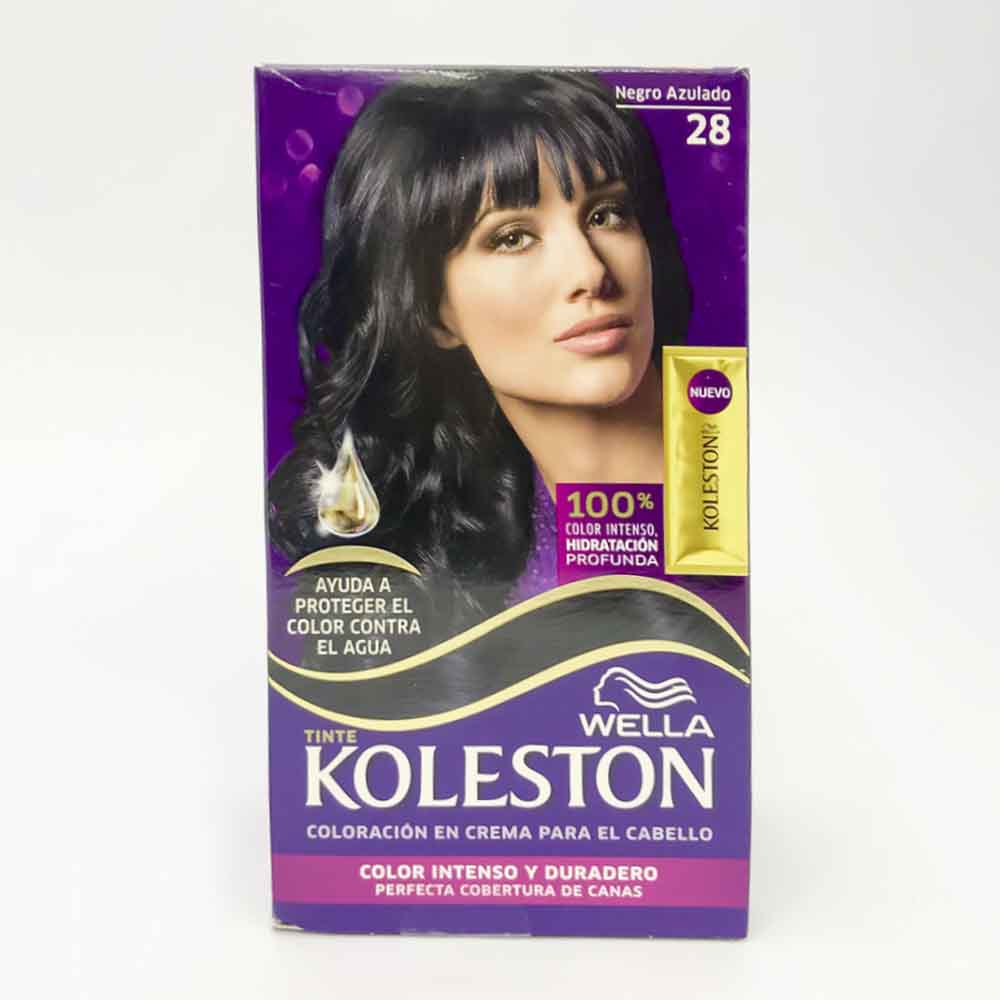 Negro Azulado
28
NUEVO
KOLESTON
100%
COLOR INTENSO,
HIDRATACIÓN
PROFUNDA
AYUDA A
PROTEGER EL
COLOR CONTRA
EL AGUA
WELLA
TINTE
KOLESTON
COLORACIÓN EN CREMA PARA EL CABELLO
COLOR INTENSO Y DURADERO
PERFECTA COBERTURA DE CANAS